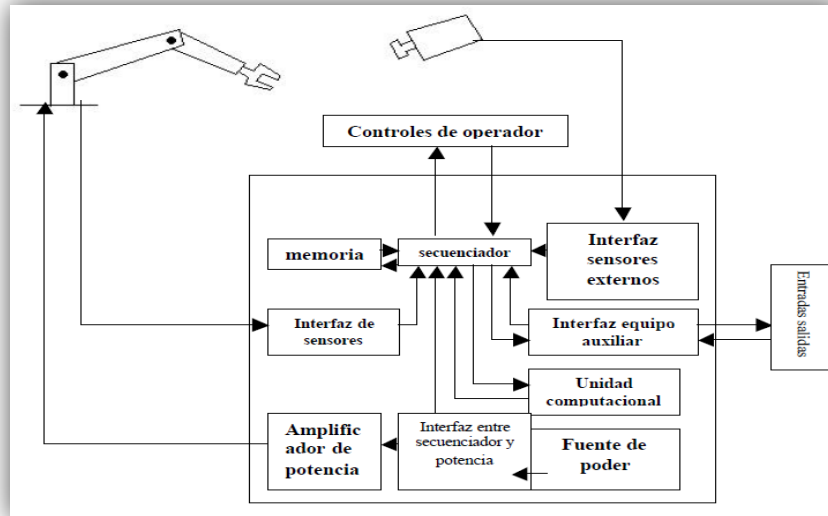 Controles de operador
memoria
secuenciador
Interfaz
sensores
externos
Interfaz de
sensores
Interfaz equipo
auxiliar
Entradas salidas
Unidad
computacional
Amplific
ador de
potencia
Interfaz entre
secuenciador y
potencia
Fuente de
poder